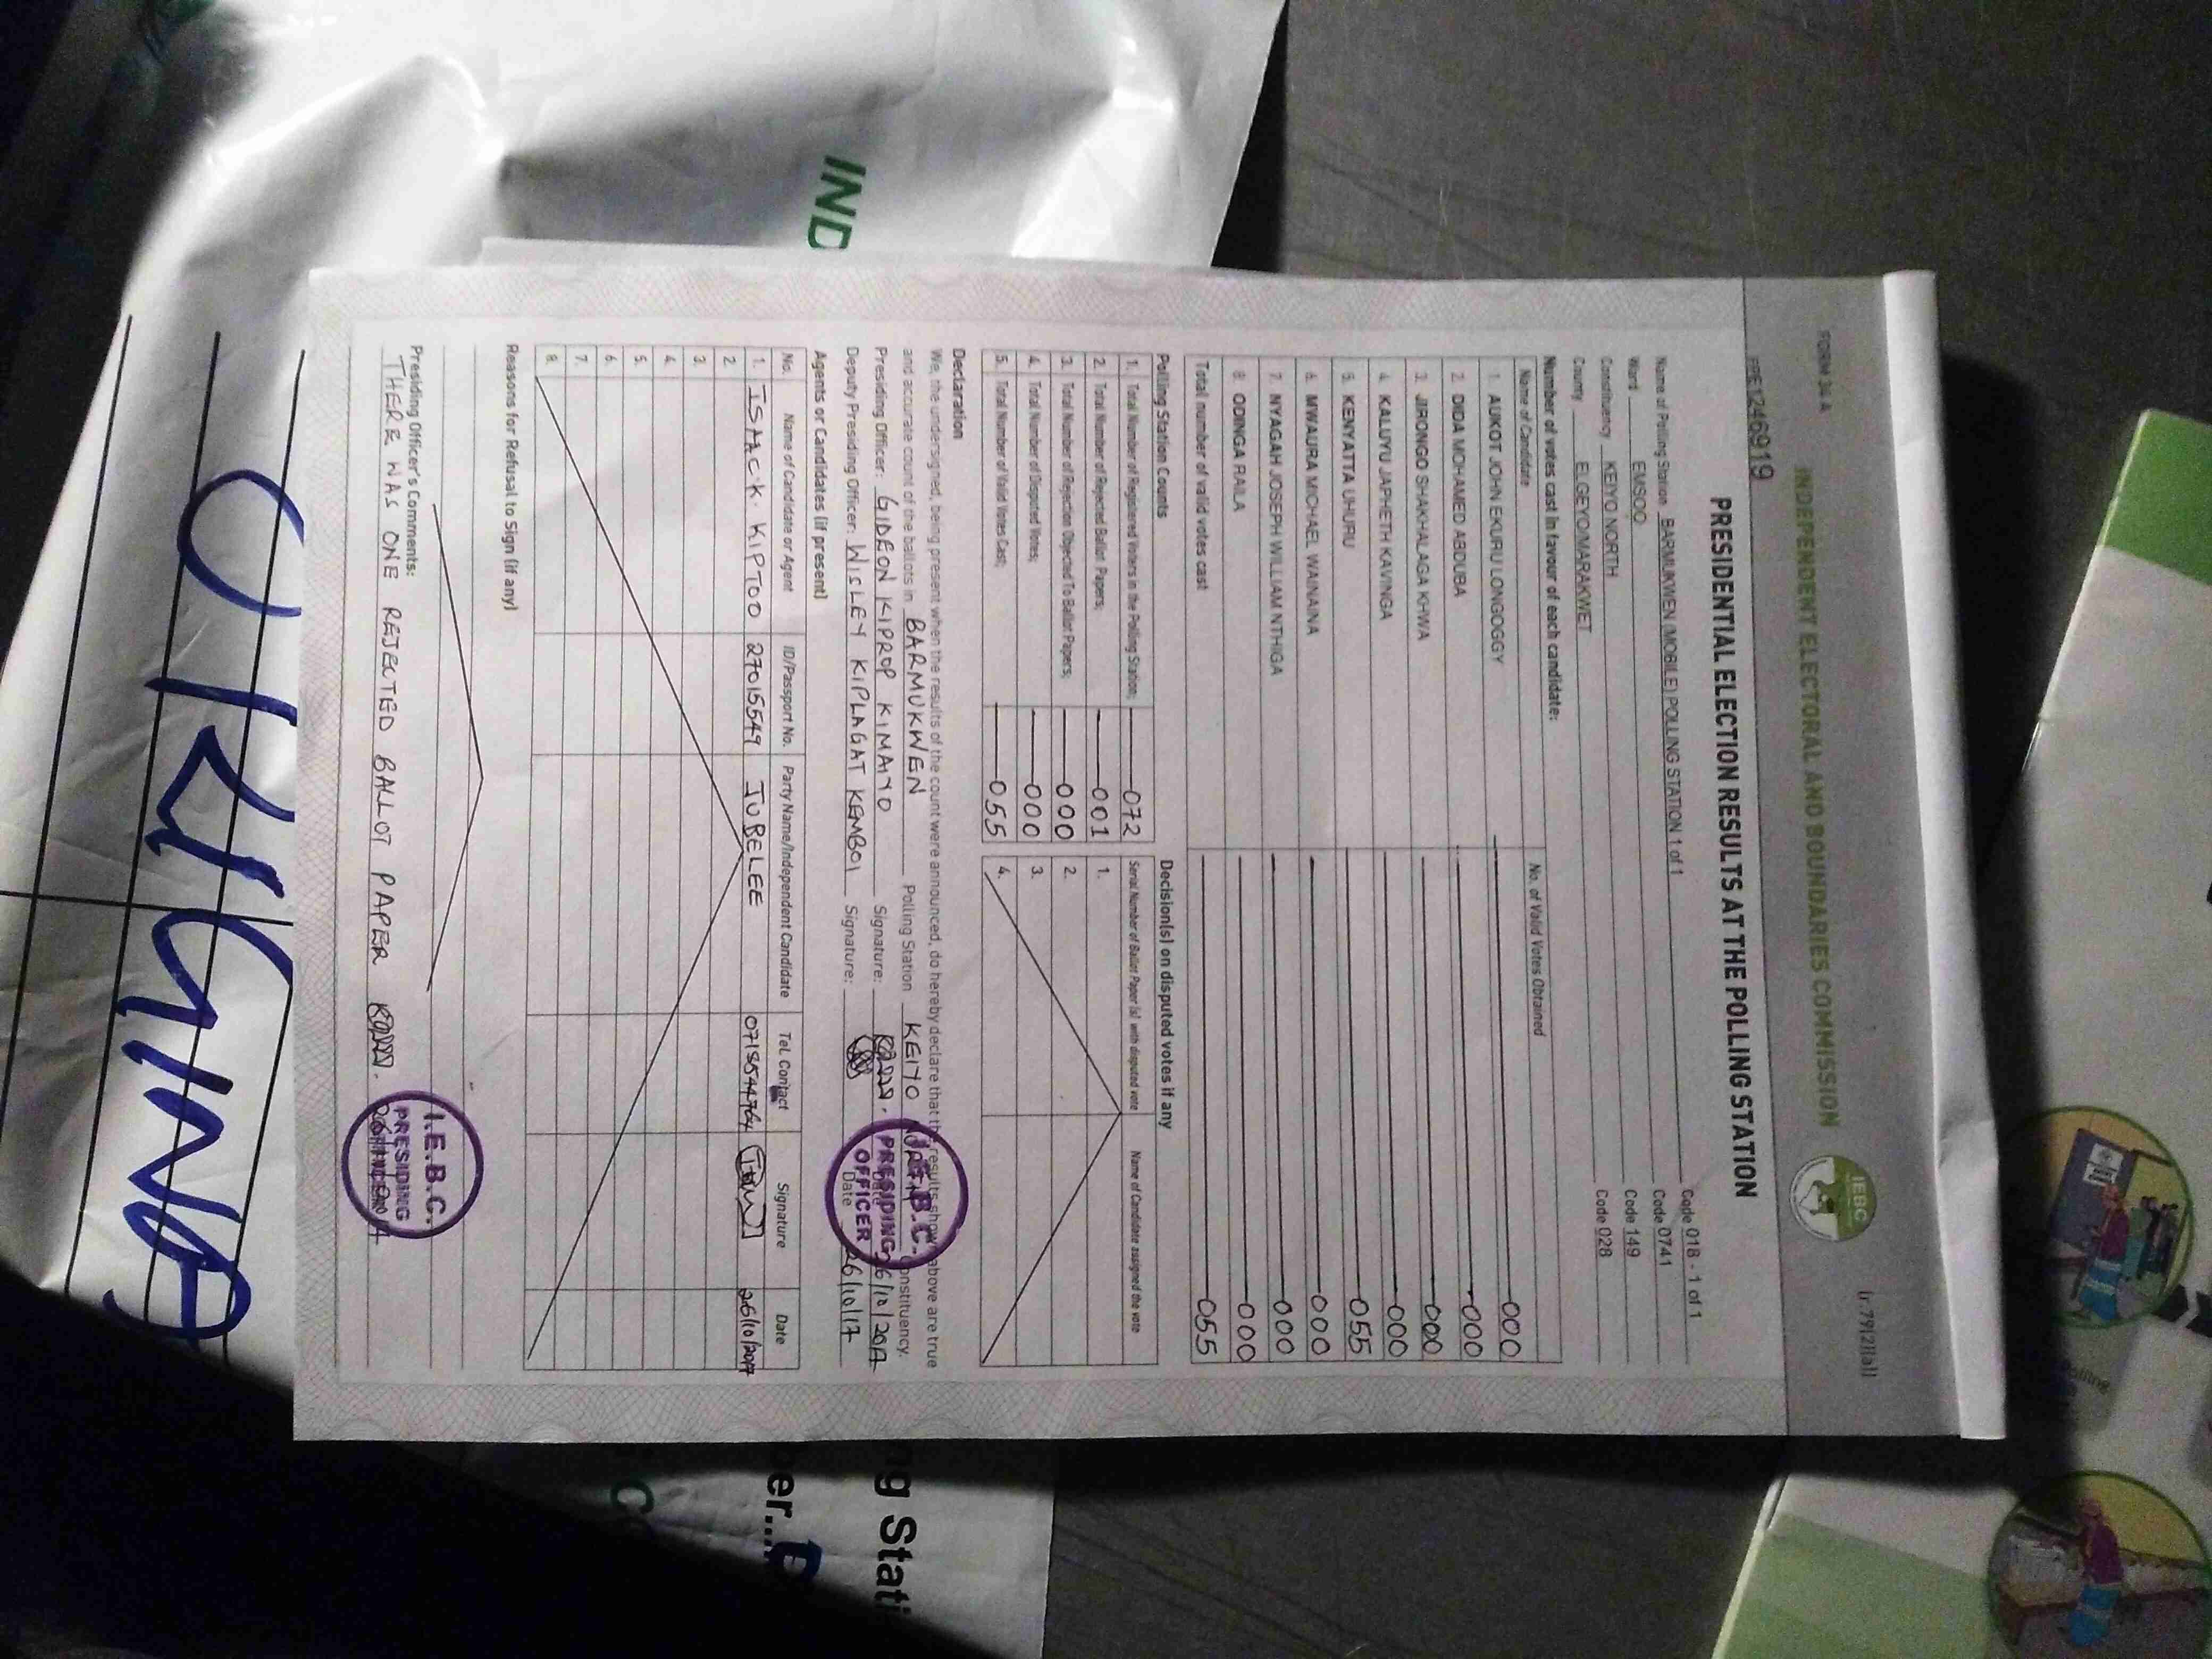 FORM 34 A
(r.79(2)(a))
INDEPENDENT ELECTORAL AND BOUNDARIES COMMISSION
IEBC
PRE1246919
PRESIDENTIAL ELECTION RESULTS AT THE POLLING STATION
Name of Polling Station BARMUKWEN (MOBILE) POLLING STATION 1 of 1 Code 018 - 1 of 1
Ward EMSOO Code 0741
Constituency KEIYO NORTH Code 149
County ELGEYO/MARAKWET Code 028
Number of votes cast in favour of each candidate:
Name of Candidate No. of Valid Votes Obtained
1. AUKOT JOHN EKURU LONGOGGY 000
2. DIDA MOHAMED ABDUBA 000
3. JIRONGO SHAKHALAGA KHWA 000
4. KALUYU JAPHETH KAVINGA 000
5. KENYATTA UHURU 055
6. MWAURA MICHAEL WAINAINA 000
7. NYAGAH JOSEPH WILLIAM NTHIGA 000
8. ODINGA RAILA 000
Total number of valid votes cast 055
Polling Station Counts
1. Total Number of Registered Voters in the Polling Station; 072
2. Total Number of Rejected Ballot Papers; 001
3. Total Number of Rejection Objected To Ballot Papers; 000
4. Total Number of Disputed Votes; 000
5. Total Number of Valid Votes Cast; 055
Decision(s) on disputed votes if any
Serial Number of Ballot Paper (s) with disputed vote Name of Candidate assigned the vote
1.
2.
3.
4.
Declaration
We, the undersigned, being present when the results of the count were announced, do hereby declare that the results show above are true
and accurate count of the ballots in BARMUKWEN Polling Station KEIYO NORTH Constituency.
Presiding Officer: GIDEON KIPROP KIMAIYO Signature: Date 26/10/2017
Deputy Presiding Officer: WISLEY KIPLAGAT KEMBOI Signature: Date 26/10/17
I.E.B.C.
PRESIDING
OFFICER
Agents or Candidates (if present)
No. Name of Candidate or Agent ID/Passport No. Party Name/Independent Candidate Tel. Contact Signature Date
1. ISAACK KIPTOO 27015549 JUBELEE 26/10/2017
2.
3.
4.
5.
6.
7.
8.
Reasons for Refusal to Sign (if any)
Presiding Officer's Comments:
THERE WAS ONE REJECTED BALLOT PAPER
I.E.B.C.
PRESIDING
IND
ORIGINA
ng Stati
er....